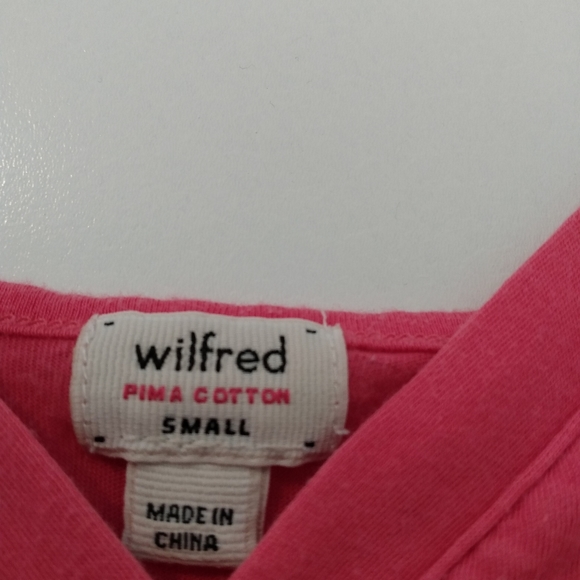 wilfred
PIMA COTTON
SMALL
MADE IN
CHINA